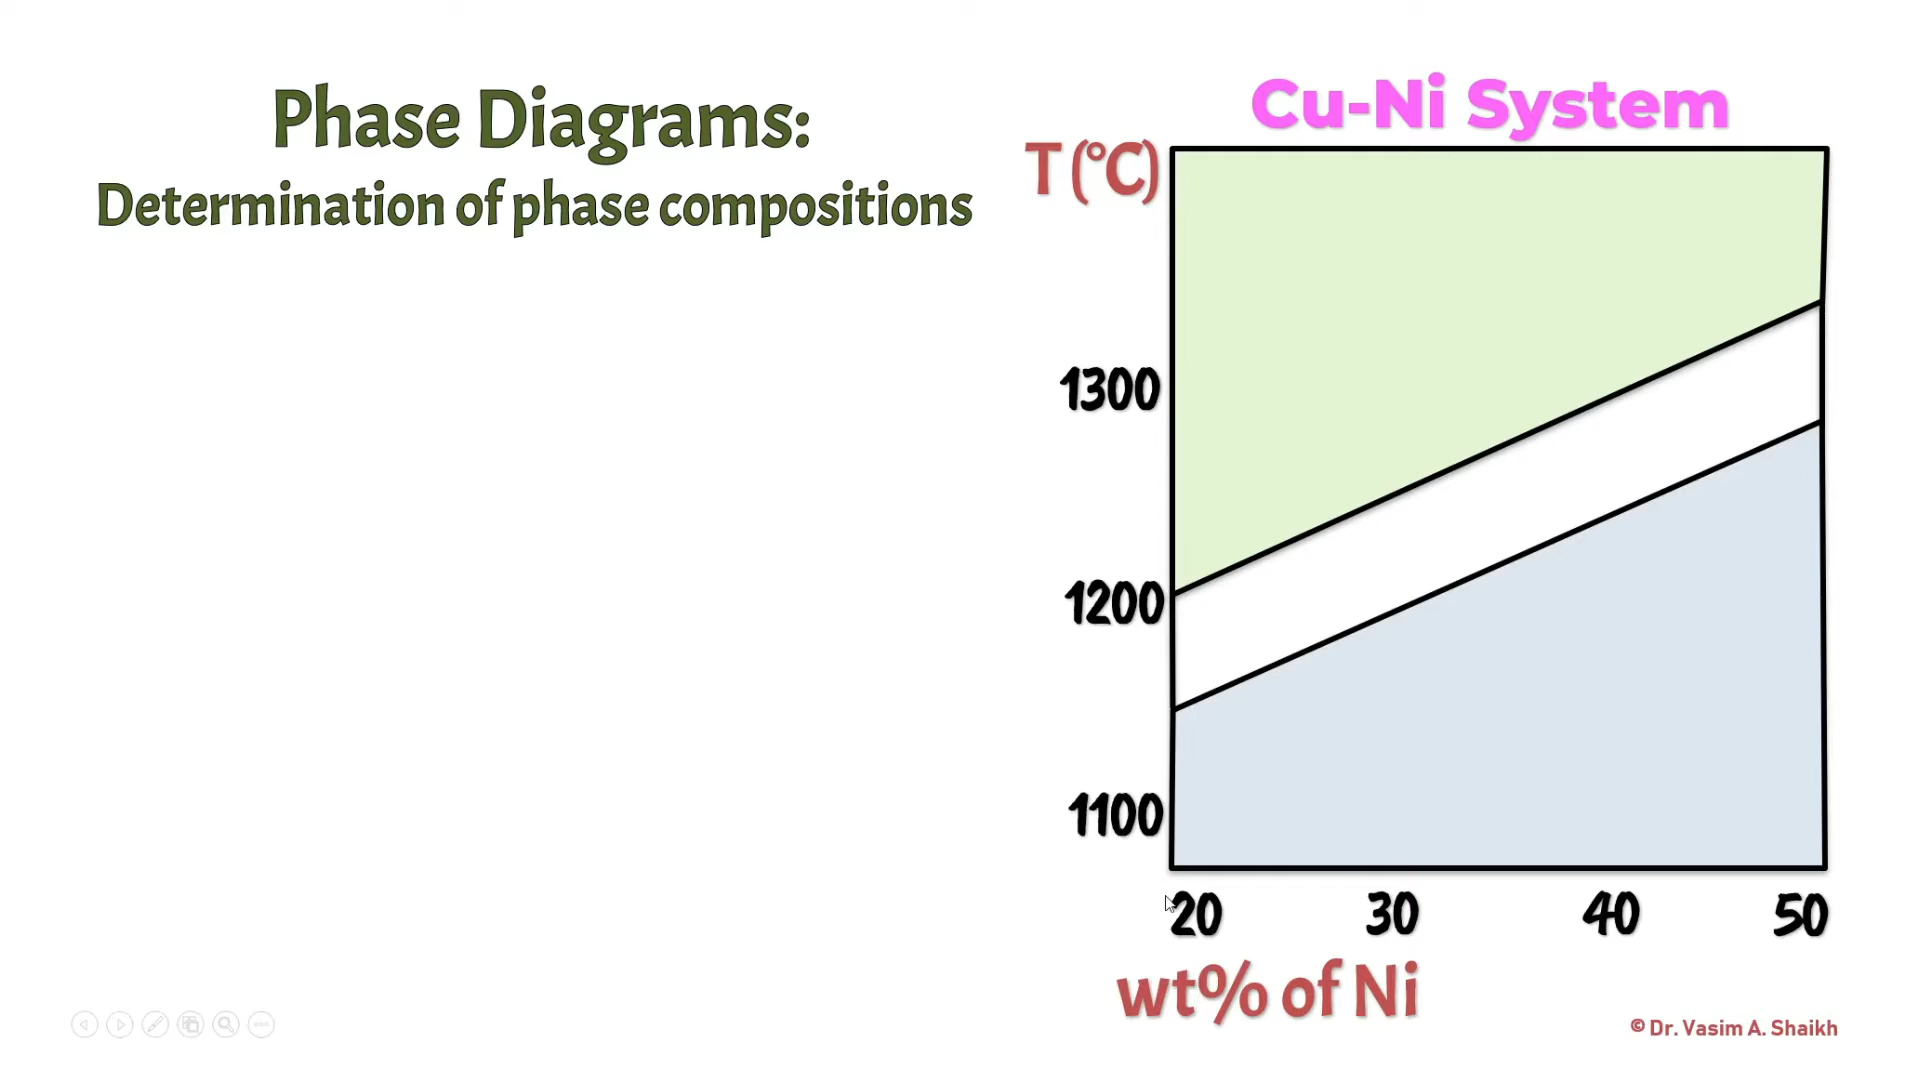 Phase Diagrams:
Determination of phase compositions
Cu-Ni System
T (°C)
1300
1200
1100
20 30 40 50
wt% of Ni
© Dr. Vasim A. Shaikh